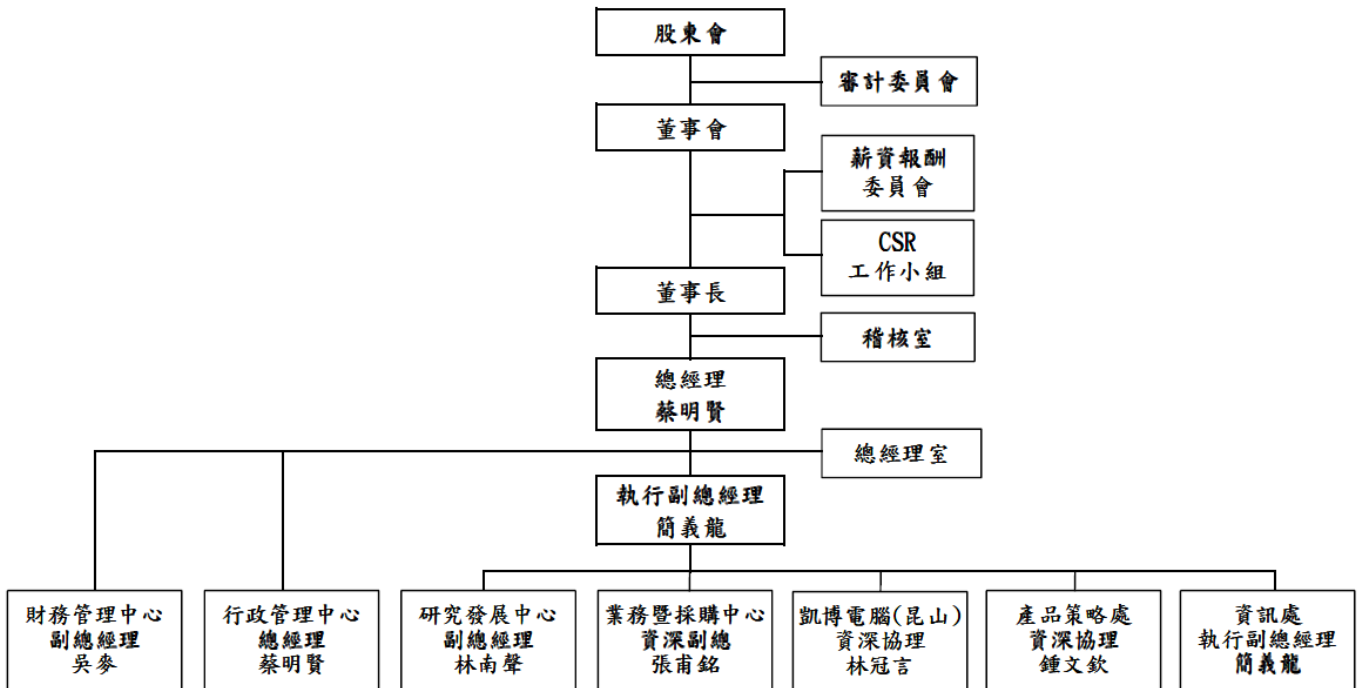 股東會
審計委員會
董事會
薪資報酬
委員會
CSR
工作小組
董事長
稽核室
總經理
蔡明賢
總經理室
執行副總經理
簡義龍
財務管理中心
副總經理
吳麥
行政管理中心
總經理
蔡明賢
研究發展中心
副總經理
林南聲
業務暨採購中心
資深副總
張甫銘
凱博電腦(昆山)
資深協理
林冠言
產品策略處
資深協理
鍾文欽
資訊處
執行副總經理
簡義龍